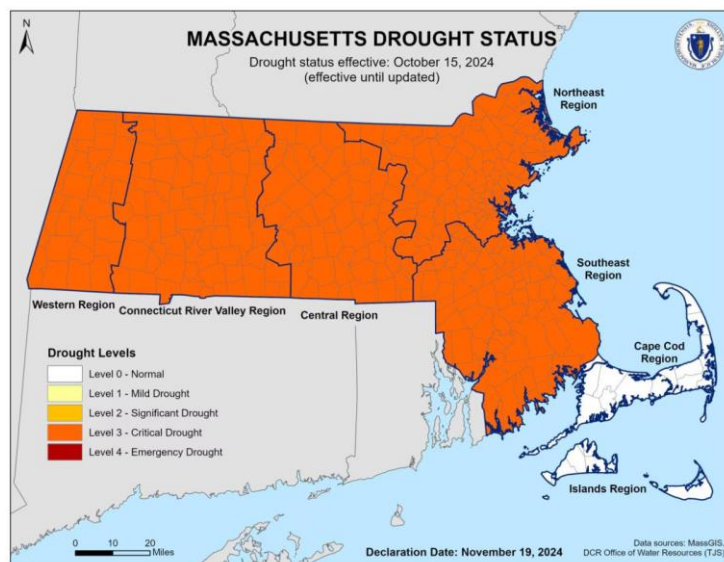 N
MASSACHUSETTS DROUGHT STATUS
Drought status effective: October 15, 2024
(effective until updated)
Northeast
Region
Southeast
Region
Cape Cod
Region
Western Region
Connecticut River Valley Region
Central Region
Drought Levels
Level 0 - Normal
Level 1 - Mild Drought
Level 2 - Significant Drought
Level 3 - Critical Drought
Level 4 - Emergency Drought
Islands Region
0 10 20
Miles
Declaration Date: November 19, 2024
Data sources: MassGIS,
DCR Office of Water Resources (TJS)